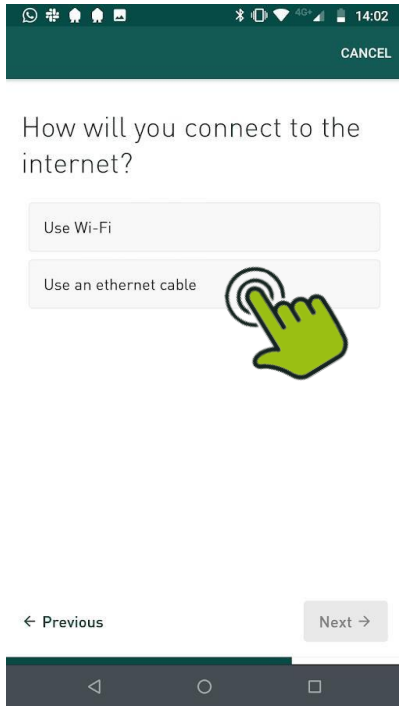 4G+ 14:02
CANCEL
How will you connect to the
internet?
Use Wi-Fi
Use an ethernet cable
← Previous
Next →